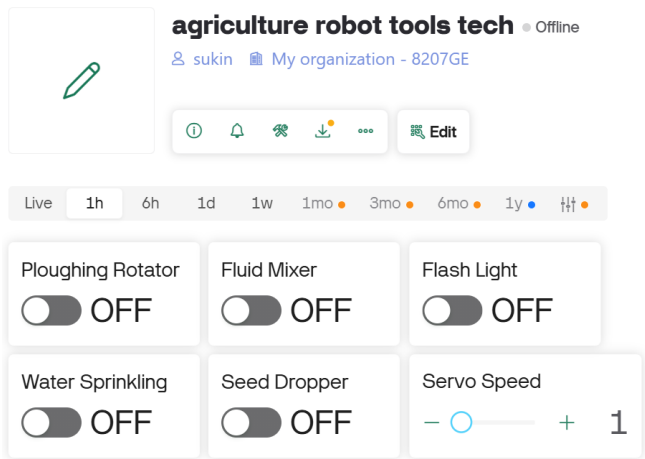 agriculture robot tools tech Offline
sukin My organization - 8207GE
Edit
Live 1h 6h 1d 1w 1mo 3mo 6mo 1y
Ploughing Rotator Fluid Mixer Flash Light
OFF OFF OFF
Water Sprinkling Seed Dropper Servo Speed
OFF OFF − + 1